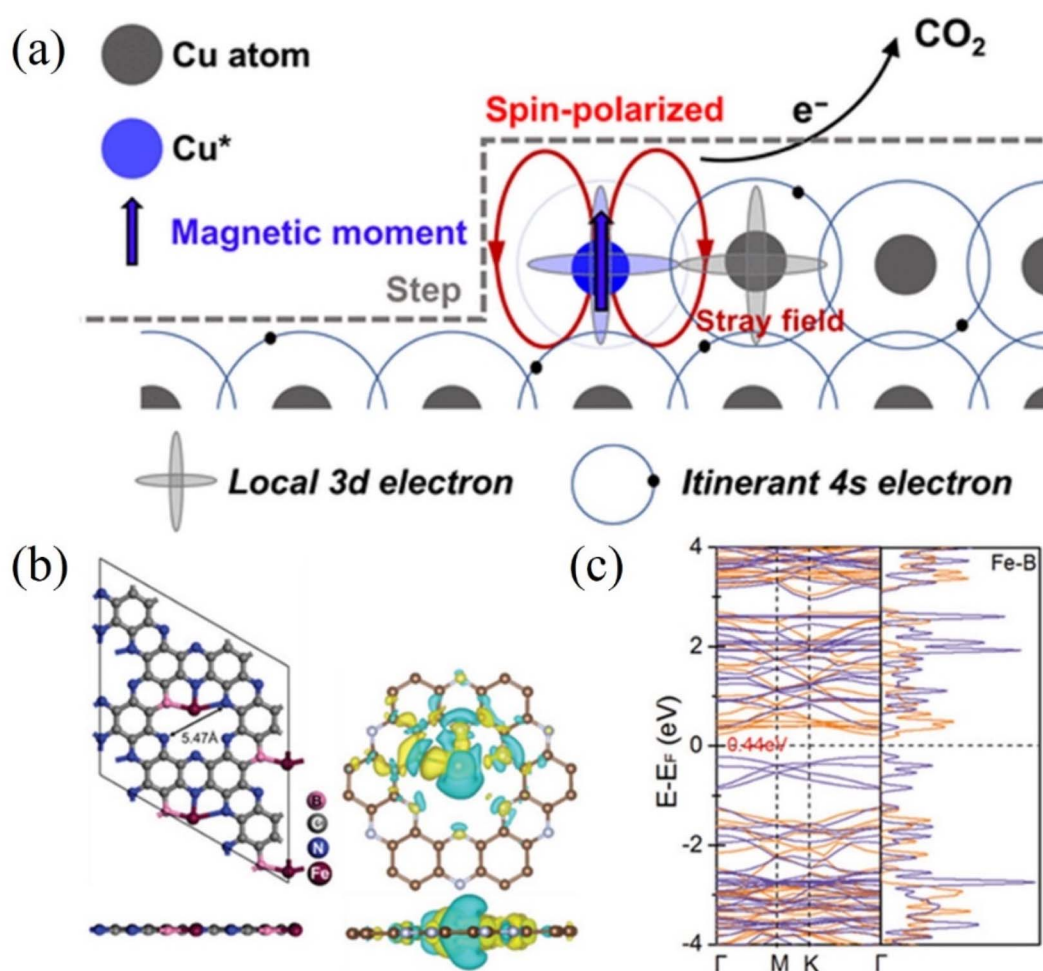 (a)
Cu atom
Cu*
Magnetic moment
Step
Spin-polarized
e⁻
CO₂
Stray field
Local 3d electron
Itinerant 4s electron
(b)
5.47Å
B
C
N
Fe
(c)
Fe-B
E-E_F (eV)
4
2
0
-2
-4
0.44eV
Γ M K Γ